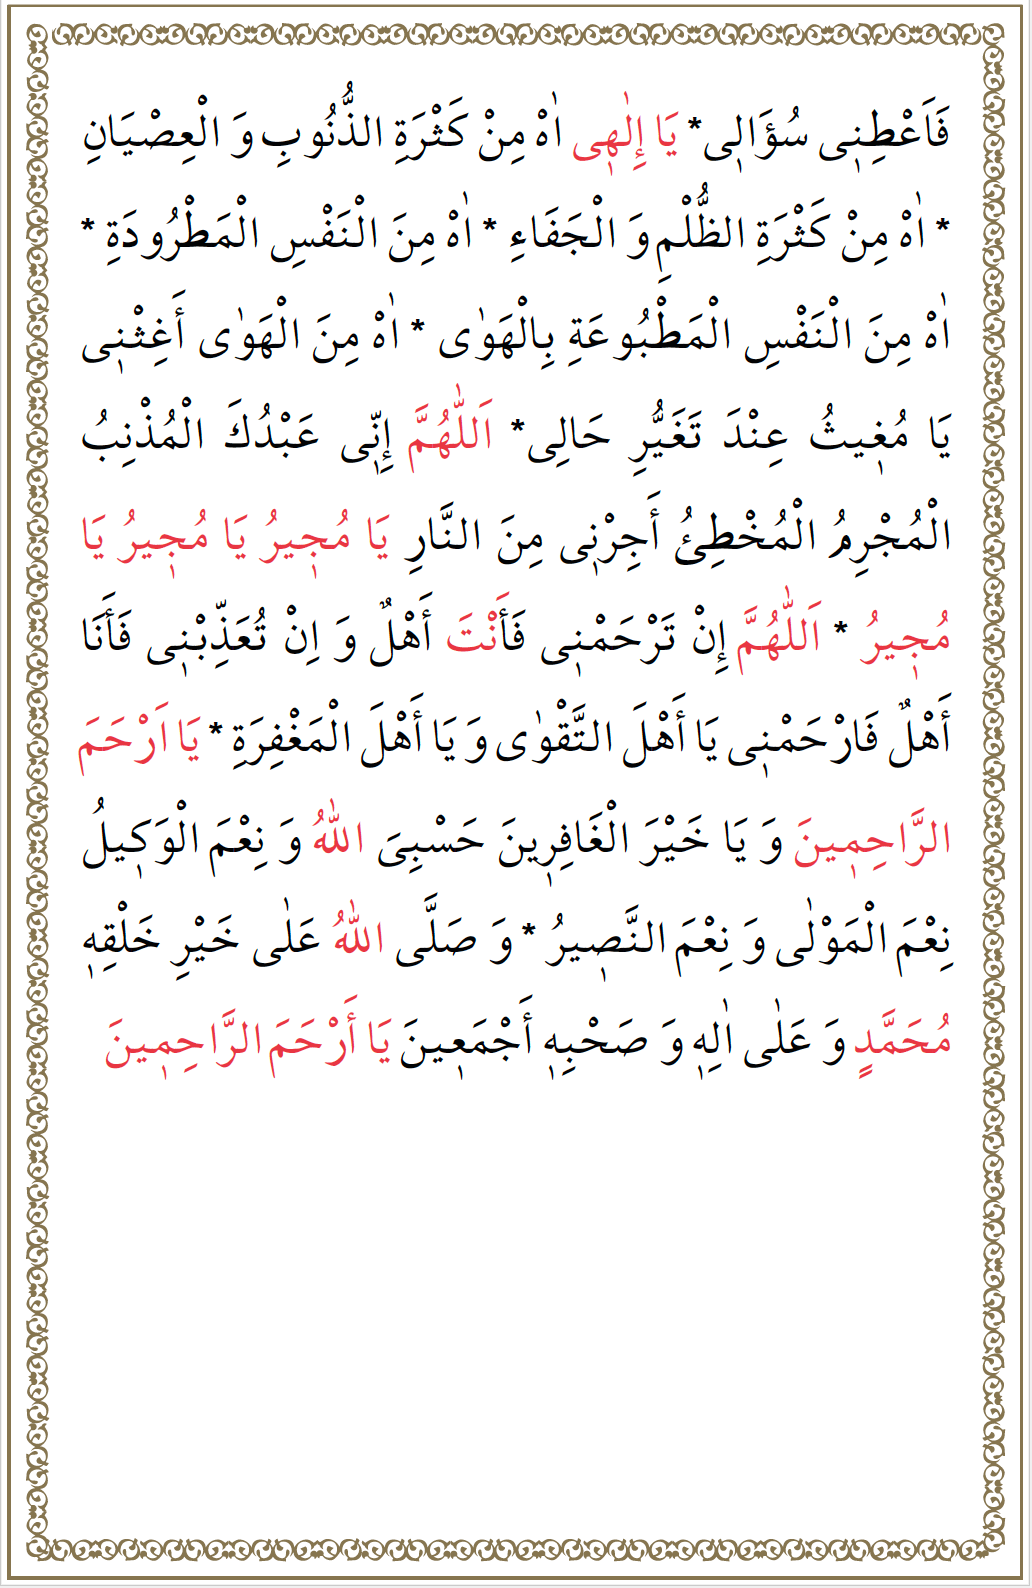 فَاَعْطِنٖى سُؤَالٖى* يَا إِلٰهٖى اٰهْ مِنْ كَثْرَةِ الذُّنُوبِ وَ الْعِصْيَانِ
* اٰهْ مِنْ كَثْرَةِ الظُّلْمِ وَ الْجَفَاءِ * اٰهْ مِنَ النَفْسِ الْمَطْرُودَةِ *
اٰهْ مِنَ النَفْسِ الْمَطْبُوعَةِ بِالْهَوٰى * اٰهْ مِنَ الْهَوٰى أَغِثْنٖى
يَا مُغٖيثُ عِنْدَ تَغَيُّرِ حَالِى* اَللّٰهُمَّ إِنّٖى عَبْدُكَ الْمُذْنِبُ
الْمُجْرِمُ الْمُخْطِئُ أَجِرْنٖى مِنَ النَّارِ يَا مُجٖيرُ يَا مُجٖيرُ يَا
مُجٖيرُ * اَللّٰهُمَّ إِنْ تَرْحَمْنٖى فَأَنْتَ أَهْلٌ وَ اِنْ تُعَذِّبْنٖى فَأَنَا
أَهْلٌ فَارْحَمْنٖى يَا أَهْلَ التَّقْوٰى وَ يَا أَهْلَ الْمَغْفِرَةِ * يَا اَرْحَمَ
الرَّاحِمٖينَ وَ يَا خَيْرَ الْغَافِرٖينَ حَسْبِىَ اللّٰهُ وَ نِعْمَ الْوَكٖيلُ
نِعْمَ الْمَوْلٰى وَ نِعْمَ النَّصٖيرُ * وَ صَلَّى اللّٰهُ عَلٰى خَيْرِ خَلْقِهٖ
مُحَمَّدٍ وَ عَلٰى اٰلِهٖ وَ صَحْبِهٖ أَجْمَعٖينَ يَا أَرْحَمَ الرَّاحِمٖينَ